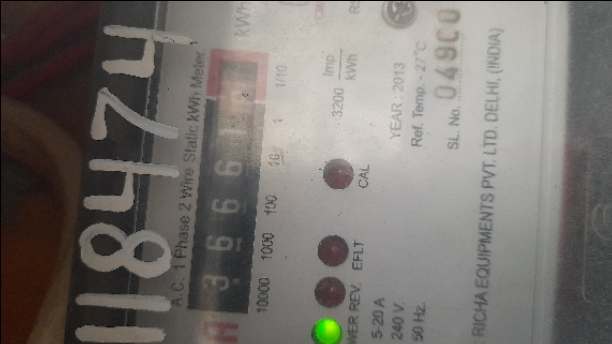 118474
A.C. 1 Phase 2 Wire Static kWh Meter
kWh
3 6 6 6 1
10000 1000 100 10 1 1/10
3200 Imp/kWh
CAL
EFLT
REV.
5-20 A
240 V.
50 Hz.
YEAR : 2013
Ref. Temp. - 27°C
SL. No.
RICHA EQUIPMENTS PVT. LTD. DELHI, (INDIA)